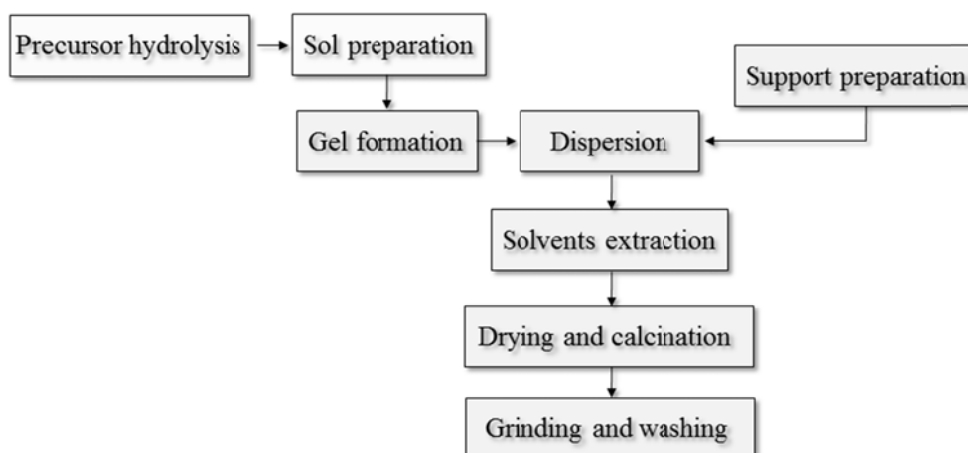 Precursor hydrolysis
Sol preparation
Support preparation
Gel formation
Dispersion
Solvents extraction
Drying and calcination
Grinding and washing